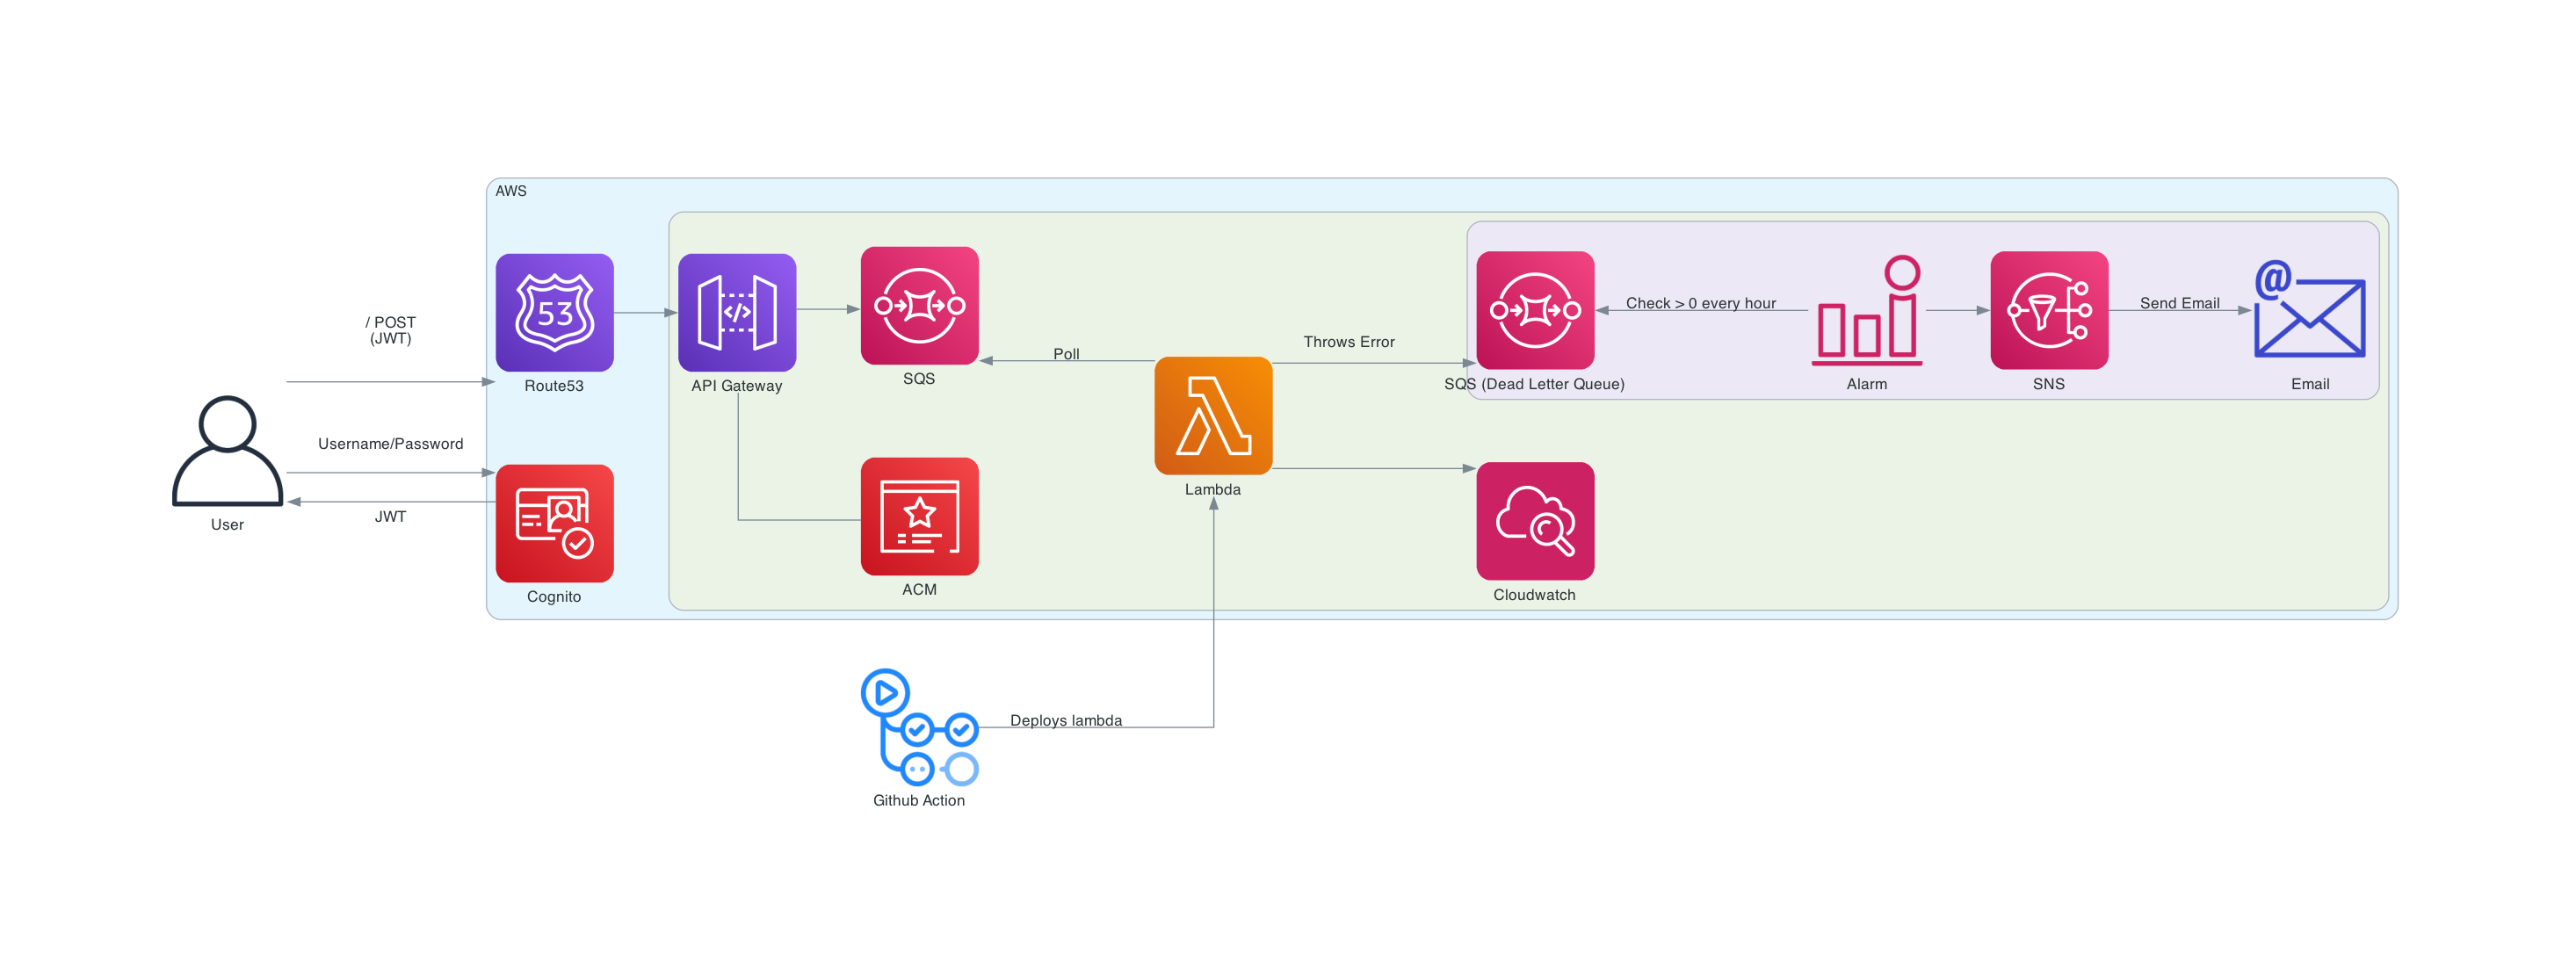 AWS
/ POST
(JWT)
Username/Password
JWT
User
53
Route53
Cognito
</>
API Gateway
SQS
ACM
Poll
Lambda
Throws Error
SQS (Dead Letter Queue)
Check > 0 every hour
Alarm
SNS
Send Email
@
Email
Cloudwatch
Deploys lambda
Github Action